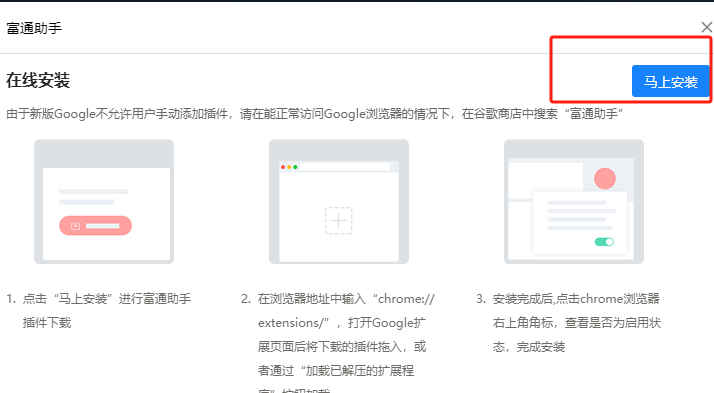 富通助手
在线安装
马上安装
由于新版Google不允许用户手动添加插件，请在能正常访问Google浏览器的情况下，在谷歌商店中搜索“富通助手”
1. 点击“马上安装”进行富通助手
插件下载
2. 在浏览器地址中输入“chrome://
extensions/”，打开Google扩
展页面后将下载的插件拖入，或
者通过“加载已解压的扩展程
序”按钮加载
3. 安装完成后,点击chrome浏览器
右上角角标，查看是否为启用状
态，完成安装